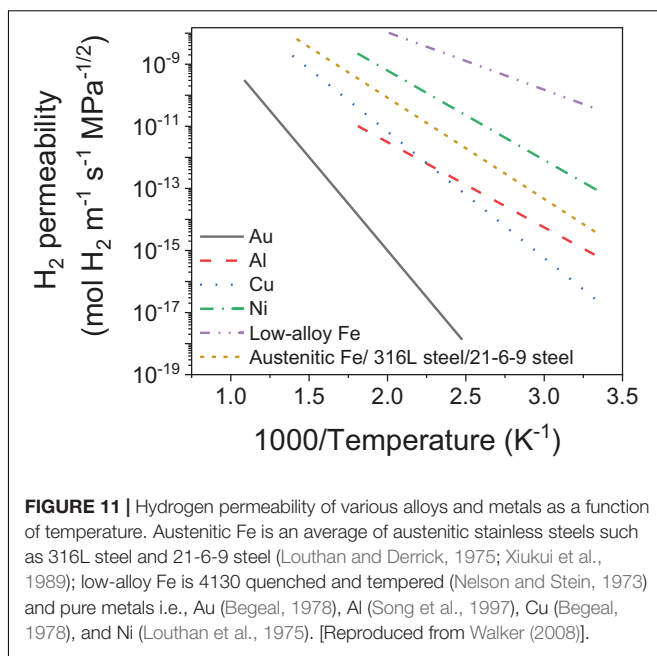 H₂ permeability
(mol H₂ m⁻¹ s⁻¹ MPa⁻¹/²)
10⁻⁹
10⁻¹¹
10⁻¹³
10⁻¹⁵
10⁻¹⁷
10⁻¹⁹
Au
Al
Cu
Ni
Low-alloy Fe
Austenitic Fe/ 316L steel/21-6-9 steel
1.0 1.5 2.0 2.5 3.0 3.5
1000/Temperature (K⁻¹)
FIGURE 11 | Hydrogen permeability of various alloys and metals as a function
of temperature. Austenitic Fe is an average of austenitic stainless steels such
as 316L steel and 21-6-9 steel (Louthan and Derrick, 1975; Xiukui et al.,
1989); low-alloy Fe is 4130 quenched and tempered (Nelson and Stein, 1973)
and pure metals i.e., Au (Begeal, 1978), Al (Song et al., 1997), Cu (Begeal,
1978), and Ni (Louthan et al., 1975). [Reproduced from Walker (2008)].